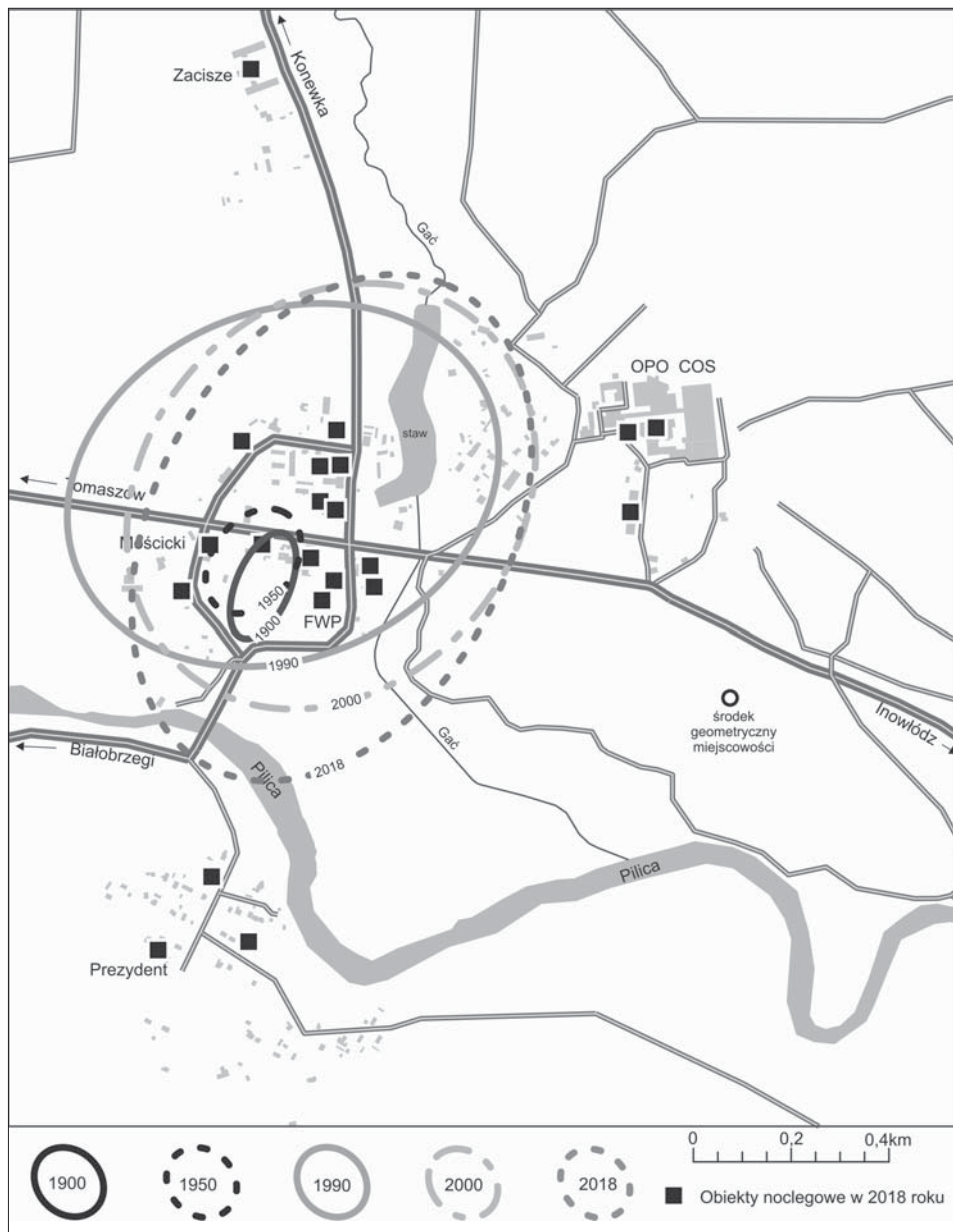 Konewka
Zacisze
Gać
OPO COS
staw
Tomaszów
Mościcki
1950
1900
FWP
1990
2000
środek
geometryczny
miejscowości
Inowłódz
Gać
Białobrzegi
Pilica
2018
Pilica
Prezydent
1900
1950
1990
2000
2018
0 0,2 0,4km
Obiekty noclegowe w 2018 roku